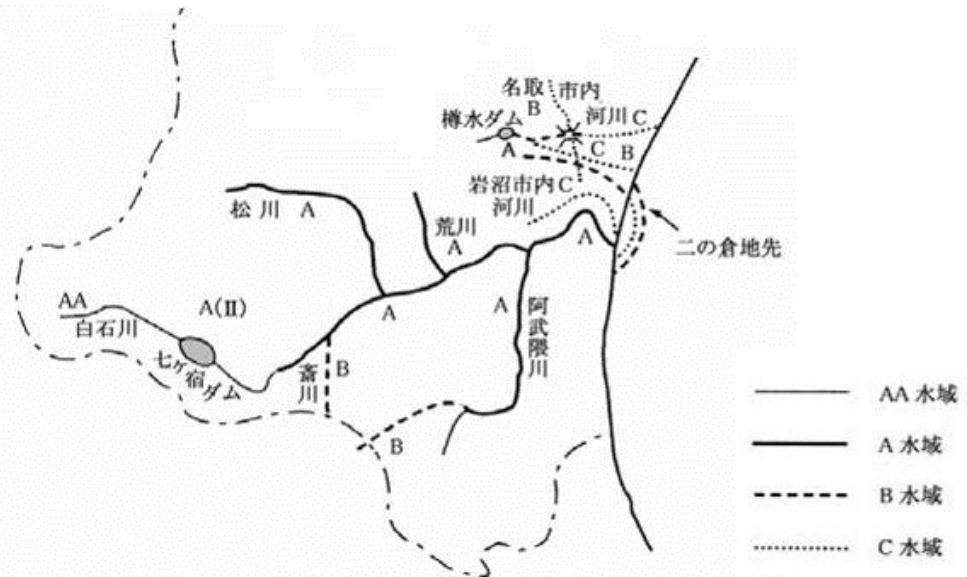 名取
市内
B
河川 C
樽水ダム
A
C
B
岩沼市内 C
河川
松川 A
荒川
A
A
二の倉地先
AA
白石川
A(II)
七ヶ宿ダム
A
A
阿武隈川
斎川
B
B
AA 水域
A 水域
B 水域
C 水域